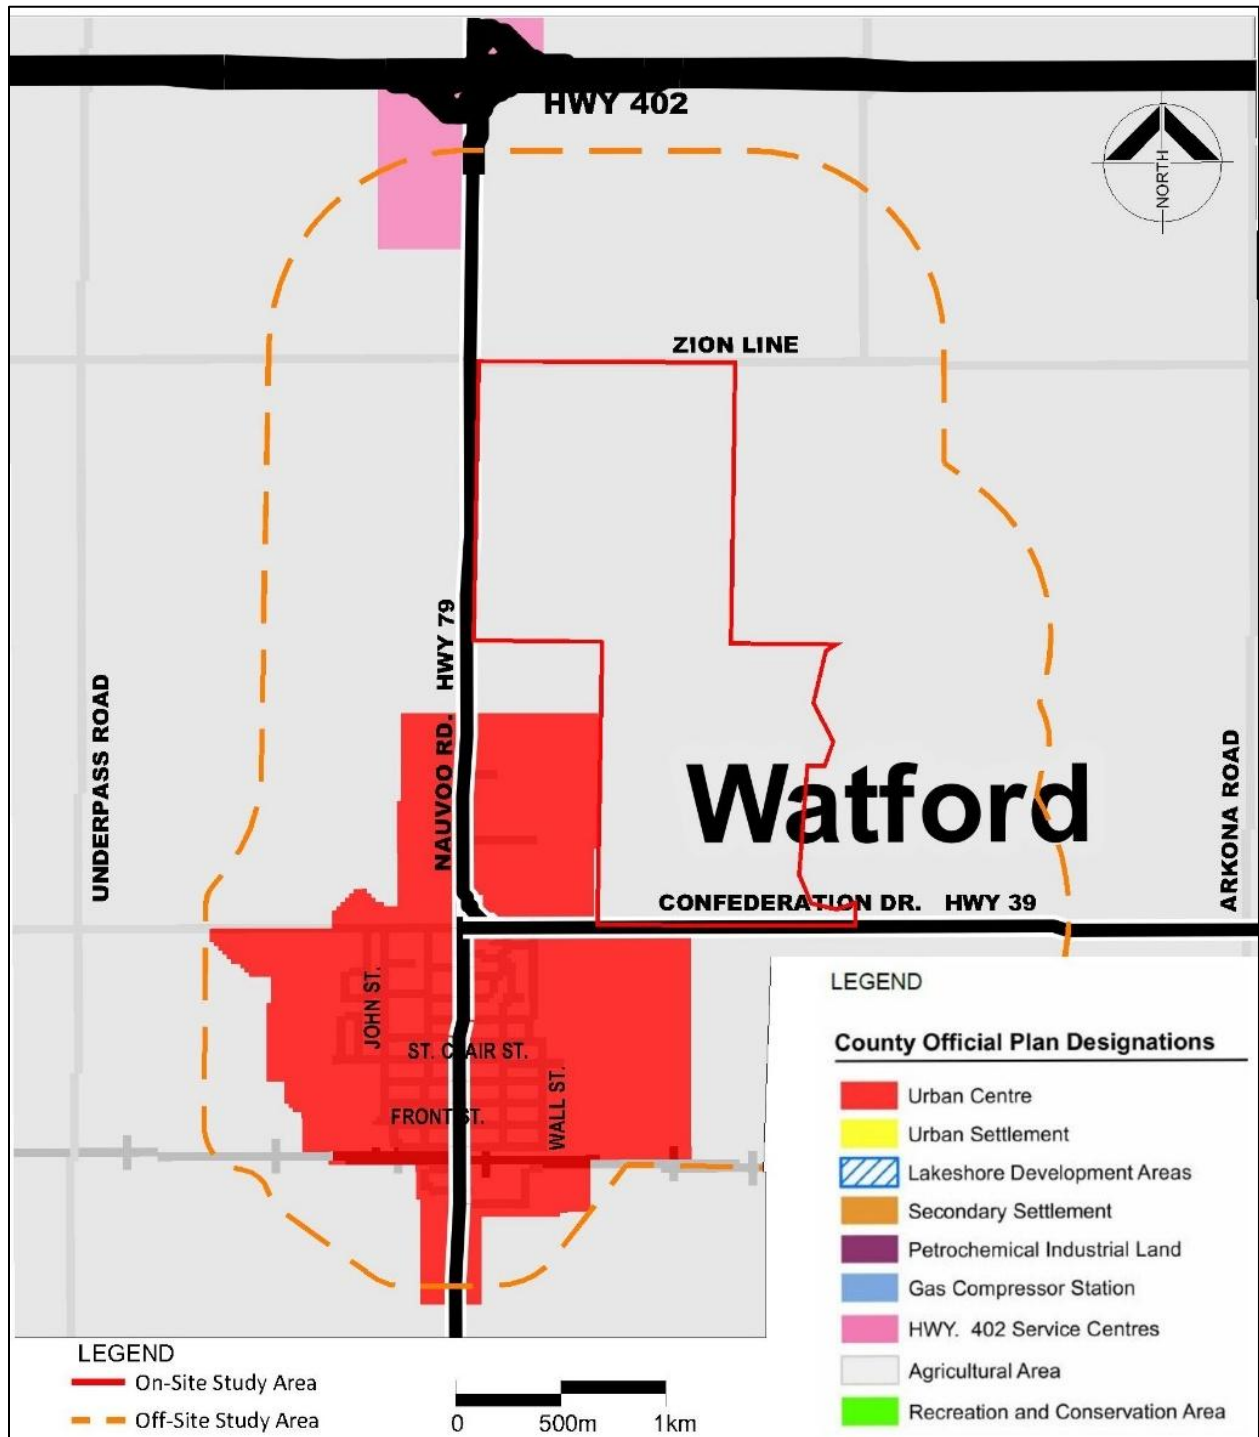 HWY 402
NORTH
ZION LINE
NAUVOO RD. HWY 79
UNDERPASS ROAD
Watford
ARKONA ROAD
CONFEDERATION DR. HWY 39
JOHN ST.
ST. CLAIR ST.
WALL ST.
FRONT ST.
LEGEND
County Official Plan Designations
Urban Centre
Urban Settlement
Lakeshore Development Areas
Secondary Settlement
Petrochemical Industrial Land
Gas Compressor Station
HWY. 402 Service Centres
Agricultural Area
Recreation and Conservation Area
LEGEND
On-Site Study Area
Off-Site Study Area
0 500m 1km